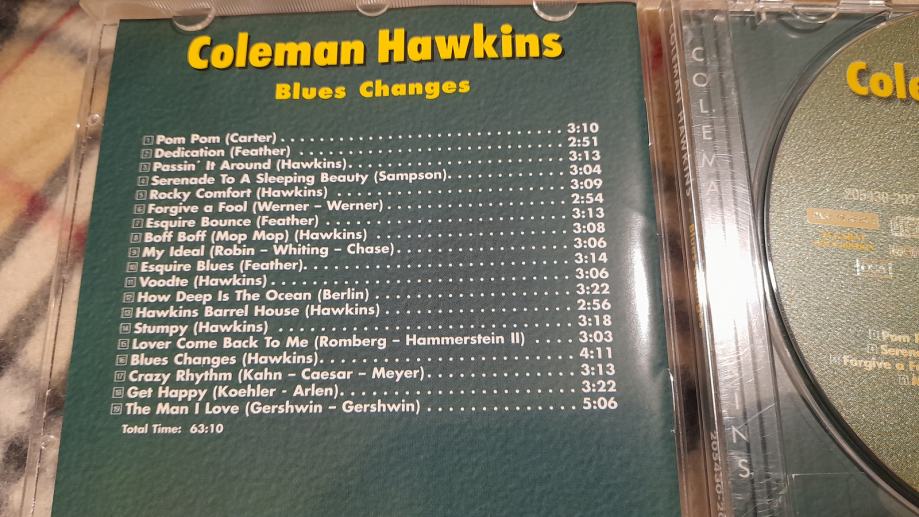 Coleman Hawkins
Blues Changes
1 Pom Pom (Carter) 3:10
2 Dedication (Feather) 2:51
3 Passin' It Around (Hawkins) 3:13
4 Serenade To A Sleeping Beauty (Sampson) 3:04
5 Rocky Comfort (Hawkins) 3:09
6 Forgive a Fool (Werner – Werner) 2:54
7 Esquire Bounce (Feather) 3:13
8 Boff Boff (Mop Mop) (Hawkins) 3:08
9 My Ideal (Robin – Whiting – Chase) 3:06
10 Esquire Blues (Feather) 3:14
11 Voodte (Hawkins) 3:06
12 How Deep Is The Ocean (Berlin) 3:22
13 Hawkins Barrel House (Hawkins) 2:56
14 Stumpy (Hawkins) 3:18
15 Lover Come Back To Me (Romberg – Hammerstein II) 3:03
16 Blues Changes (Hawkins) 4:11
17 Crazy Rhythm (Kahn – Caesar – Meyer) 3:13
18 Get Happy (Koehler – Arlen) 3:22
19 The Man I Love (Gershwin – Gershwin) 5:06
Total Time: 63:10
COLEMAN HAWKINS
COLEMA
INS
Cole
Pom
Seren
Forgive a F